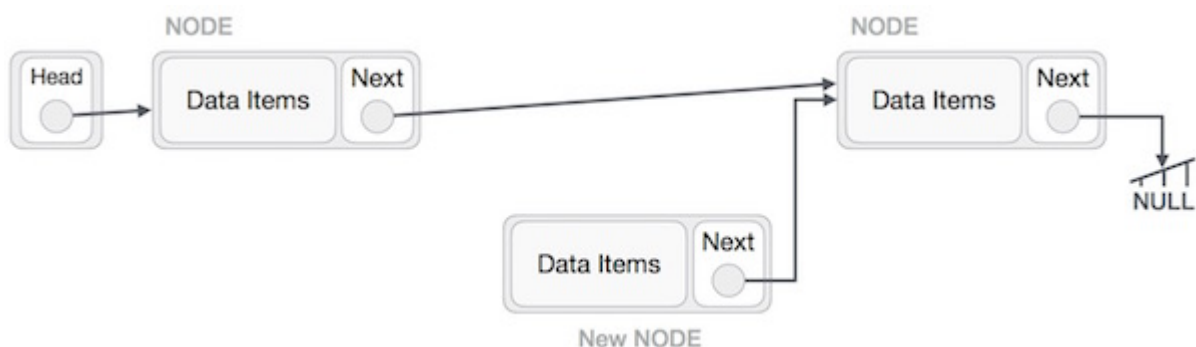 NODE
NODE
Head
Data Items
Next
Data Items
Next
NULL
Data Items
Next
New NODE